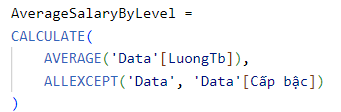 AverageSalaryByLevel =
CALCULATE(
AVERAGE('Data'[LuongTb]),
ALLEXCEPT('Data', 'Data'[Cấp bậc])
)